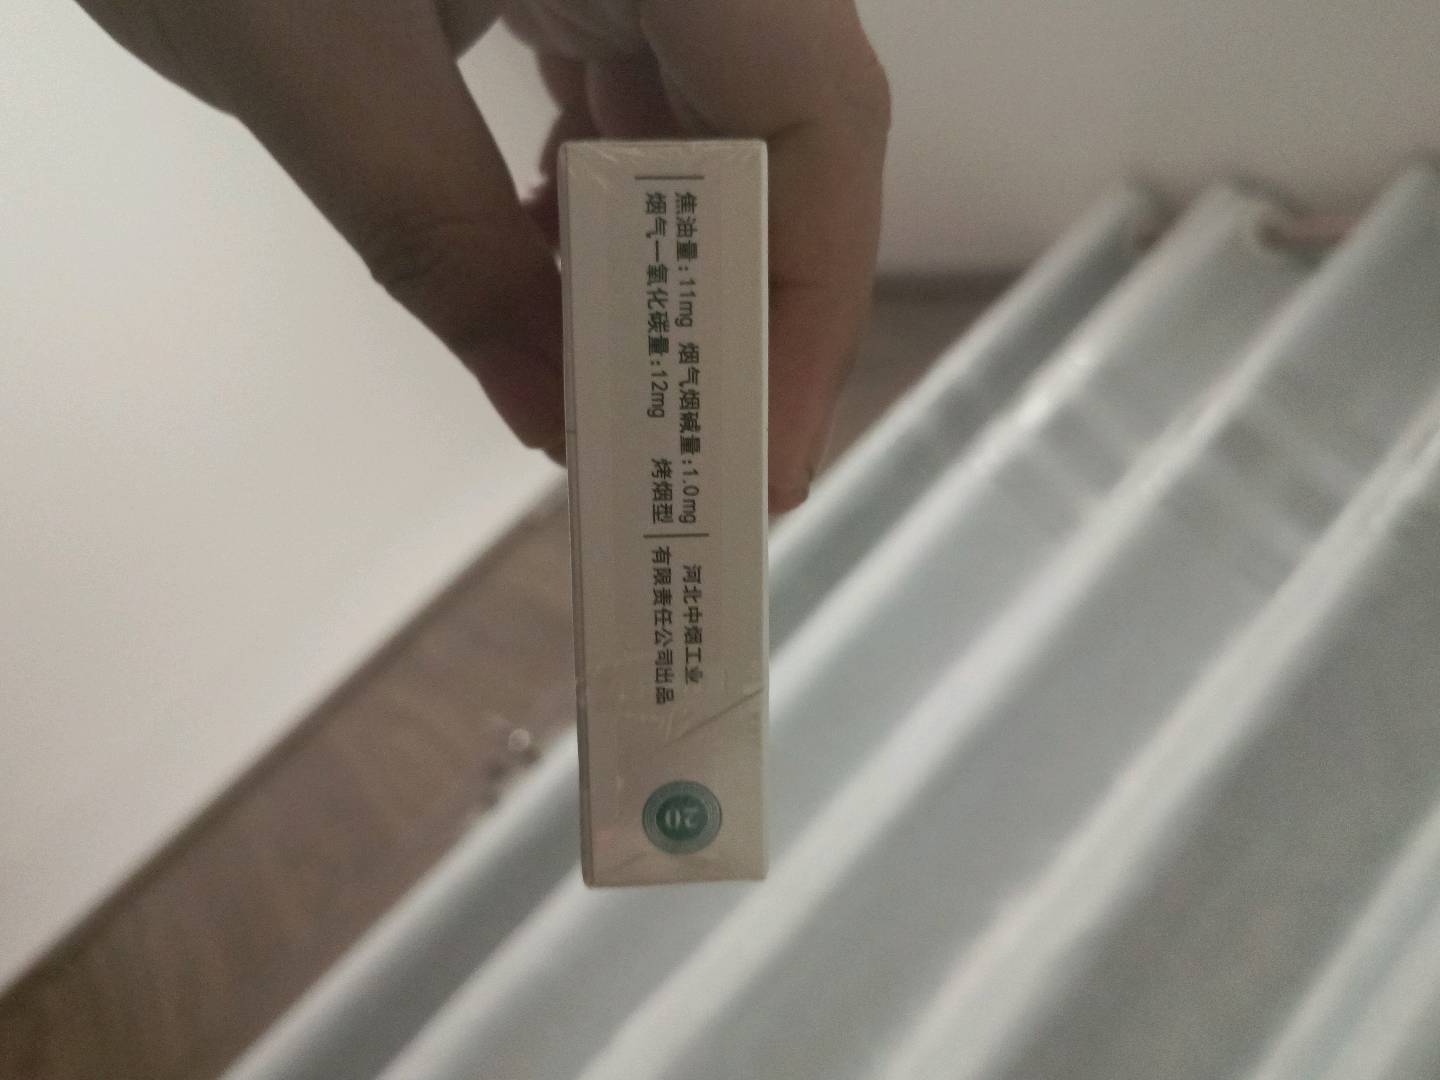 焦油量:11mg 烟气烟碱量:1.0mg
烟气一氧化碳量:12mg 烤烟型
河北中烟工业
有限责任公司出品
20